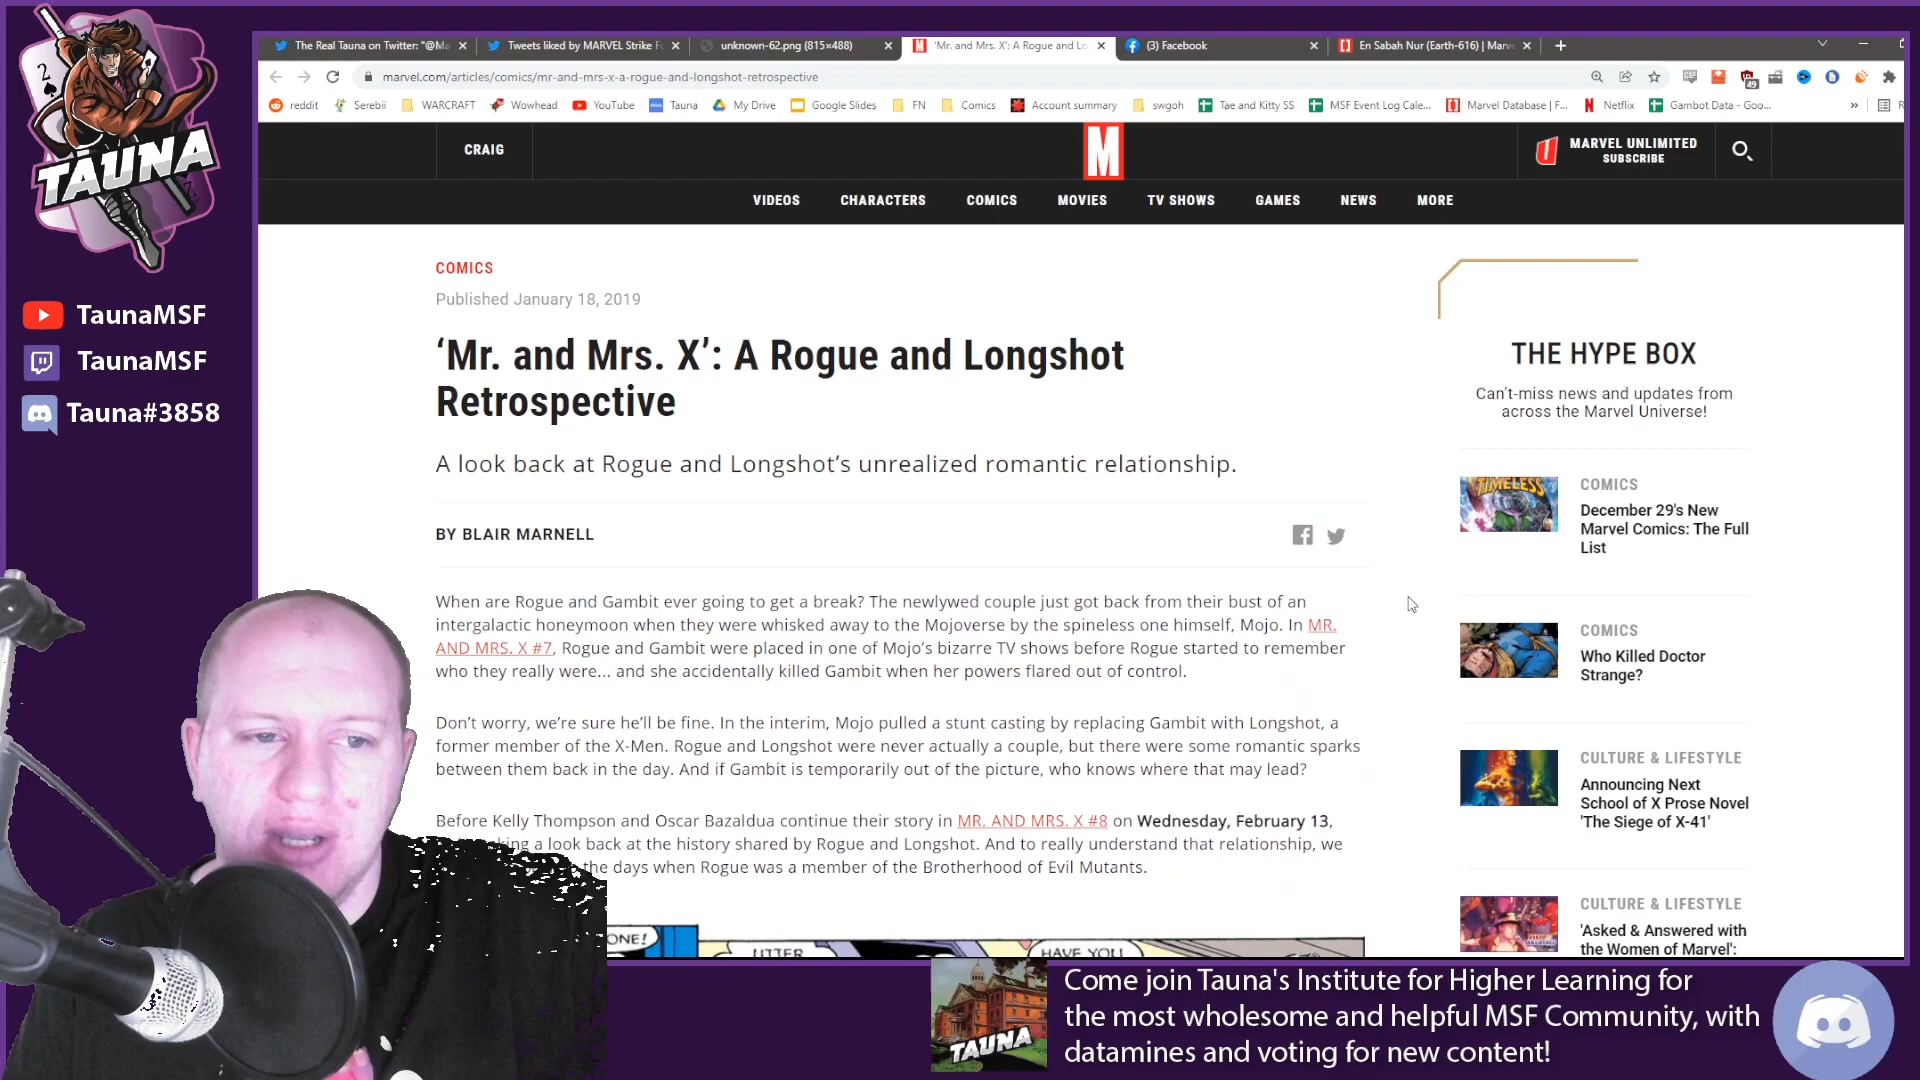 2
TAUNA
TaunaMSF
TaunaMSF
Tauna#3858
The Real Tauna on Twitter: "@Ma
Tweets liked by MARVEL Strike F
unknown-62.png (815×488)
'Mr. and Mrs. X': A Rogue and Lo
(3) Facebook
En Sabah Nur (Earth-616) | Marv
marvel.com/articles/comics/mr-and-mrs-x-a-rogue-and-longshot-retrospective
49
reddit
Serebii
WARCRAFT
Wowhead
YouTube
Tauna
My Drive
Google Slides
FN
Comics
Account summary
swgoh
Tae and Kitty SS
MSF Event Log Cale...
Marvel Database | F...
Netflix
Gambot Data - Goo...
CRAIG
M
MARVEL UNLIMITED
SUBSCRIBE
VIDEOS
CHARACTERS
COMICS
MOVIES
TV SHOWS
GAMES
NEWS
MORE
COMICS
Published January 18, 2019
‘Mr. and Mrs. X’: A Rogue and Longshot
Retrospective
A look back at Rogue and Longshot’s unrealized romantic relationship.
BY BLAIR MARNELL
When are Rogue and Gambit ever going to get a break? The newlywed couple just got back from their bust of an
intergalactic honeymoon when they were whisked away to the Mojoverse by the spineless one himself, Mojo. In MR.
AND MRS. X #7, Rogue and Gambit were placed in one of Mojo’s bizarre TV shows before Rogue started to remember
who they really were... and she accidentally killed Gambit when her powers flared out of control.
Don’t worry, we’re sure he’ll be fine. In the interim, Mojo pulled a stunt casting by replacing Gambit with Longshot, a
former member of the X-Men. Rogue and Longshot were never actually a couple, but there were some romantic sparks
between them back in the day. And if Gambit is temporarily out of the picture, who knows where that may lead?
Before Kelly Thompson and Oscar Bazaldua continue their story in MR. AND MRS. X #8 on Wednesday, February 13,
a look back at the history shared by Rogue and Longshot. And to really understand that relationship, we
the days when Rogue was a member of the Brotherhood of Evil Mutants.
ONE!
UTTER
HAVE YOU
THE HYPE BOX
Can’t-miss news and updates from
across the Marvel Universe!
TIMELESS
COMICS
December 29's New
Marvel Comics: The Full
List
COMICS
Who Killed Doctor
Strange?
CULTURE & LIFESTYLE
Announcing Next
School of X Prose Novel
'The Siege of X-41'
CULTURE & LIFESTYLE
'Asked & Answered with
the Women of Marvel':
TAUNA
Come join Tauna's Institute for Higher Learning for
the most wholesome and helpful MSF Community, with
datamines and voting for new content!